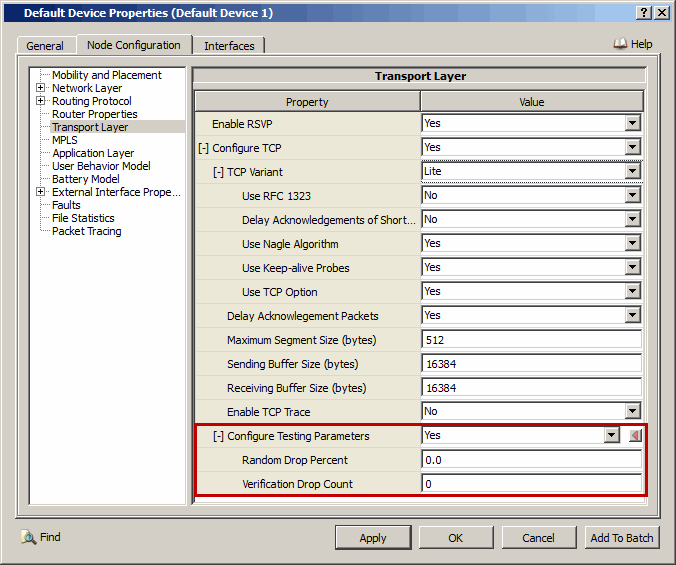 Default Device Properties (Default Device 1)
General Node Configuration Interfaces Help
Mobility and Placement
Network Layer
Routing Protocol
Router Properties
Transport Layer
MPLS
Application Layer
User Behavior Model
Battery Model
External Interface Prope...
Faults
File Statistics
Packet Tracing
Transport Layer
Property Value
Enable RSVP Yes
[-] Configure TCP Yes
[-] TCP Variant Lite
Use RFC 1323 No
Delay Acknowledgements of Short... No
Use Nagle Algorithm Yes
Use Keep-alive Probes Yes
Use TCP Option Yes
Delay Acknowlegement Packets Yes
Maximum Segment Size (bytes) 512
Sending Buffer Size (bytes) 16384
Receiving Buffer Size (bytes) 16384
Enable TCP Trace No
[-] Configure Testing Parameters Yes
Random Drop Percent 0.0
Verification Drop Count 0
Find Apply OK Cancel Add To Batch